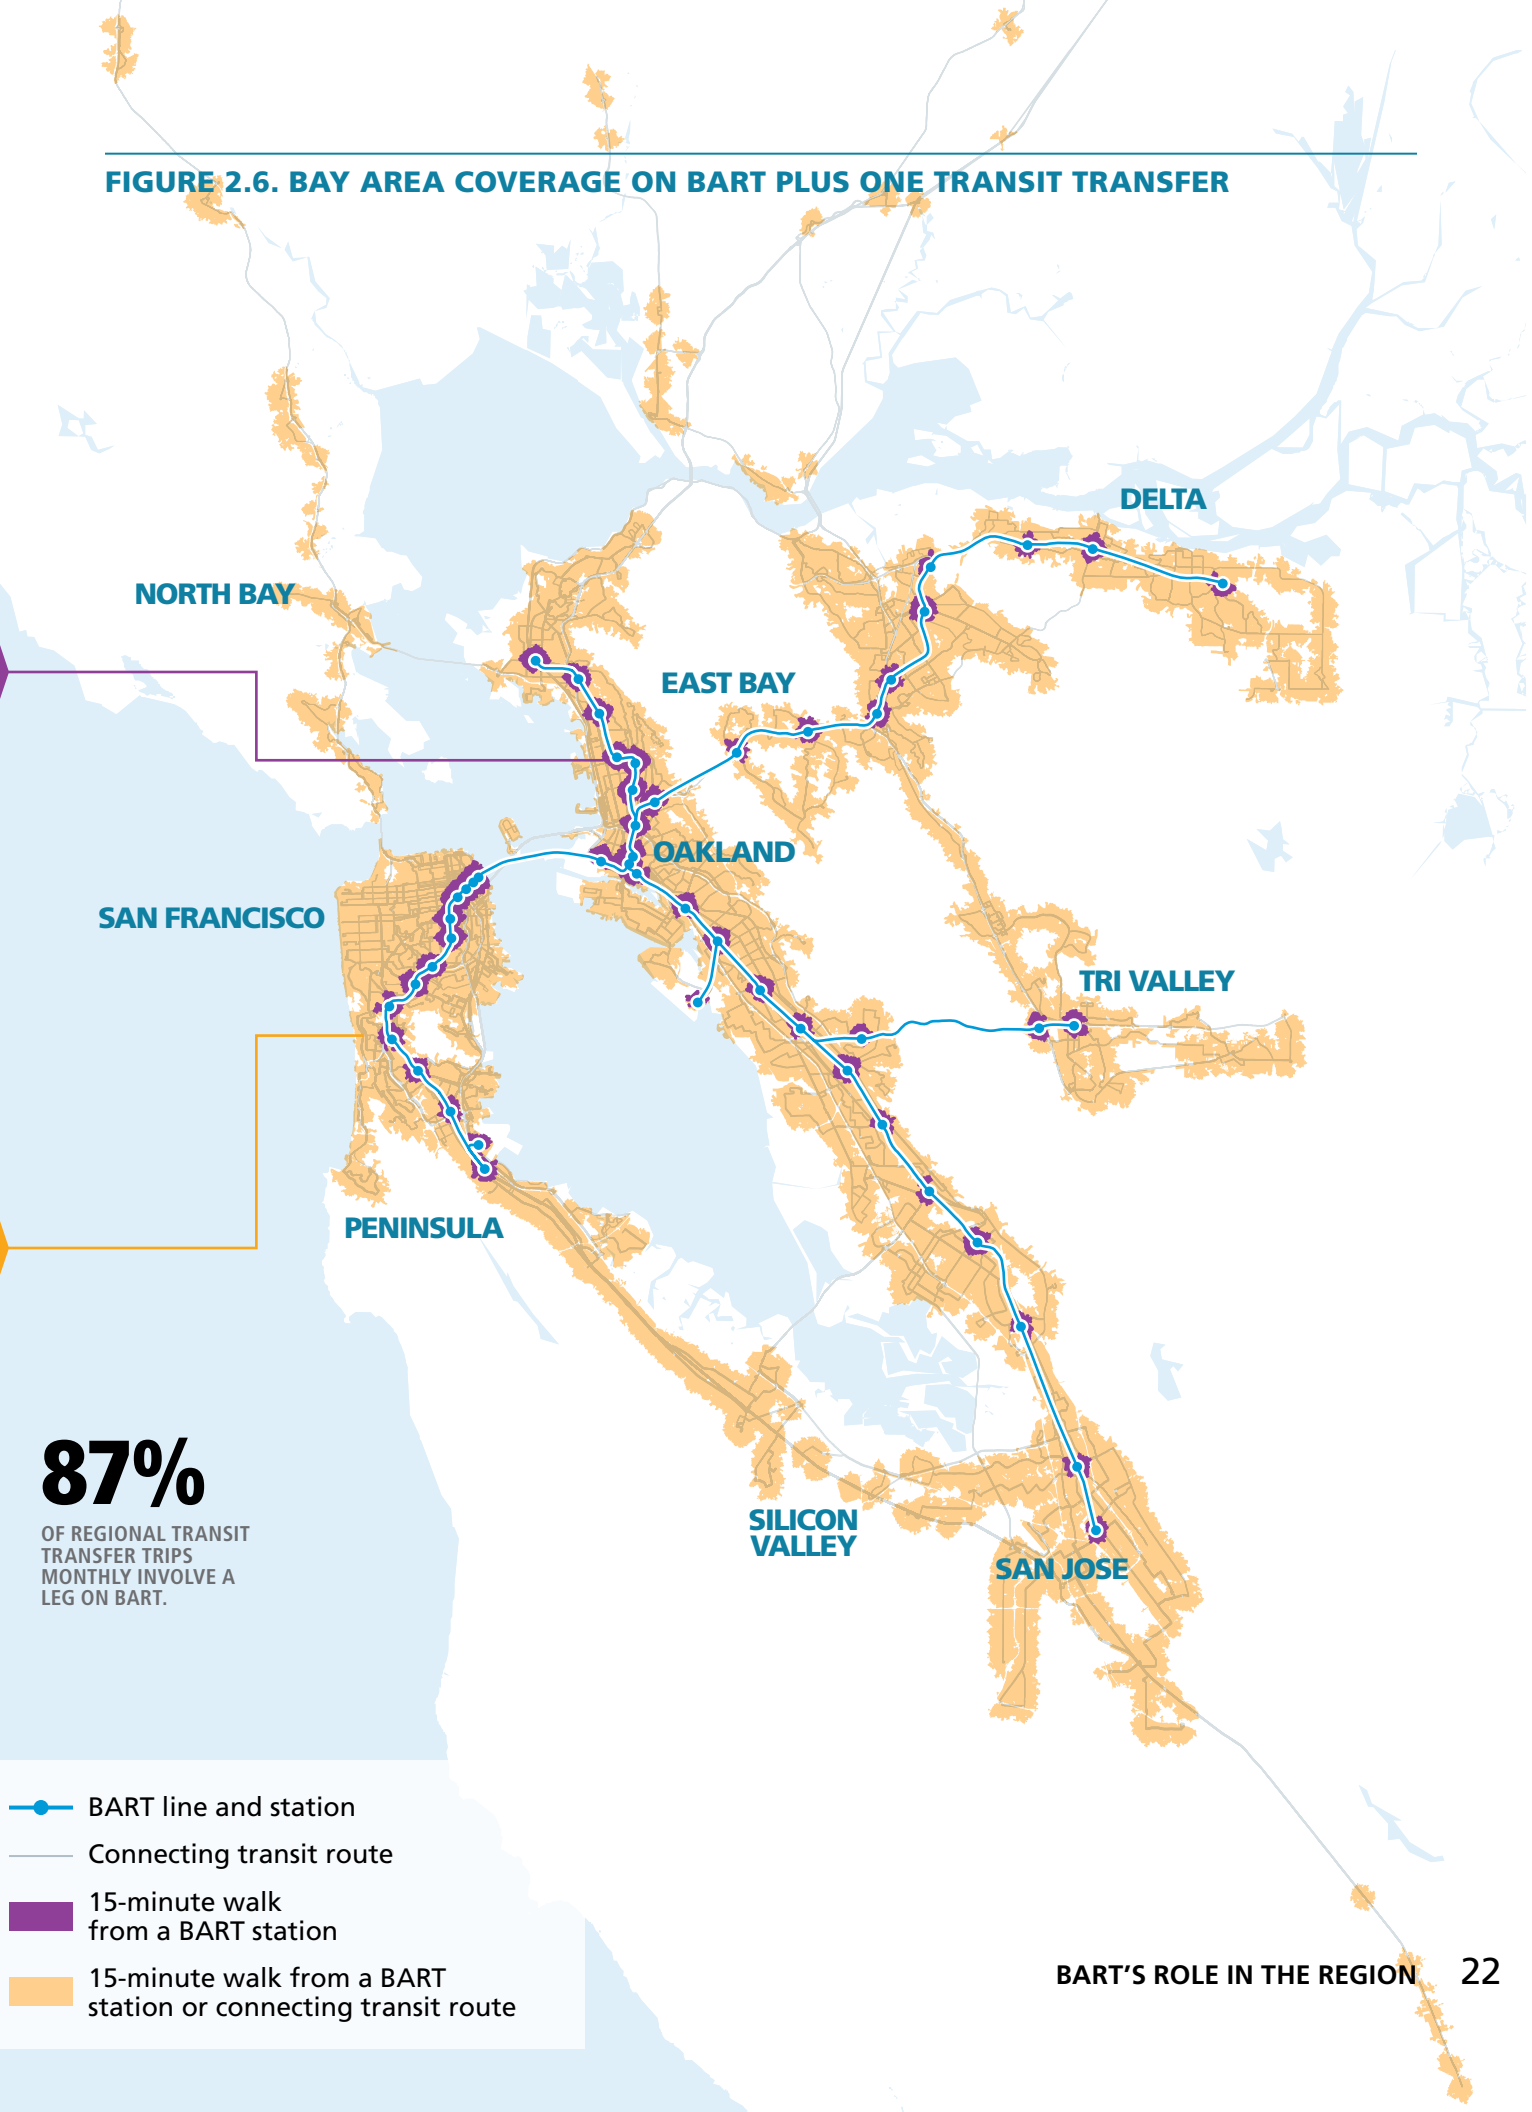 FIGURE 2.6. BAY AREA COVERAGE ON BART PLUS ONE TRANSIT TRANSFER
DELTA
NORTH BAY
EAST BAY
OAKLAND
SAN FRANCISCO
TRI VALLEY
PENINSULA
87%
OF REGIONAL TRANSIT
TRANSFER TRIPS
MONTHLY INVOLVE A
LEG ON BART.
SILICON
VALLEY
SAN JOSE
BART line and station
Connecting transit route
15-minute walk
from a BART station
15-minute walk from a BART
station or connecting transit route
BART'S ROLE IN THE REGION 22